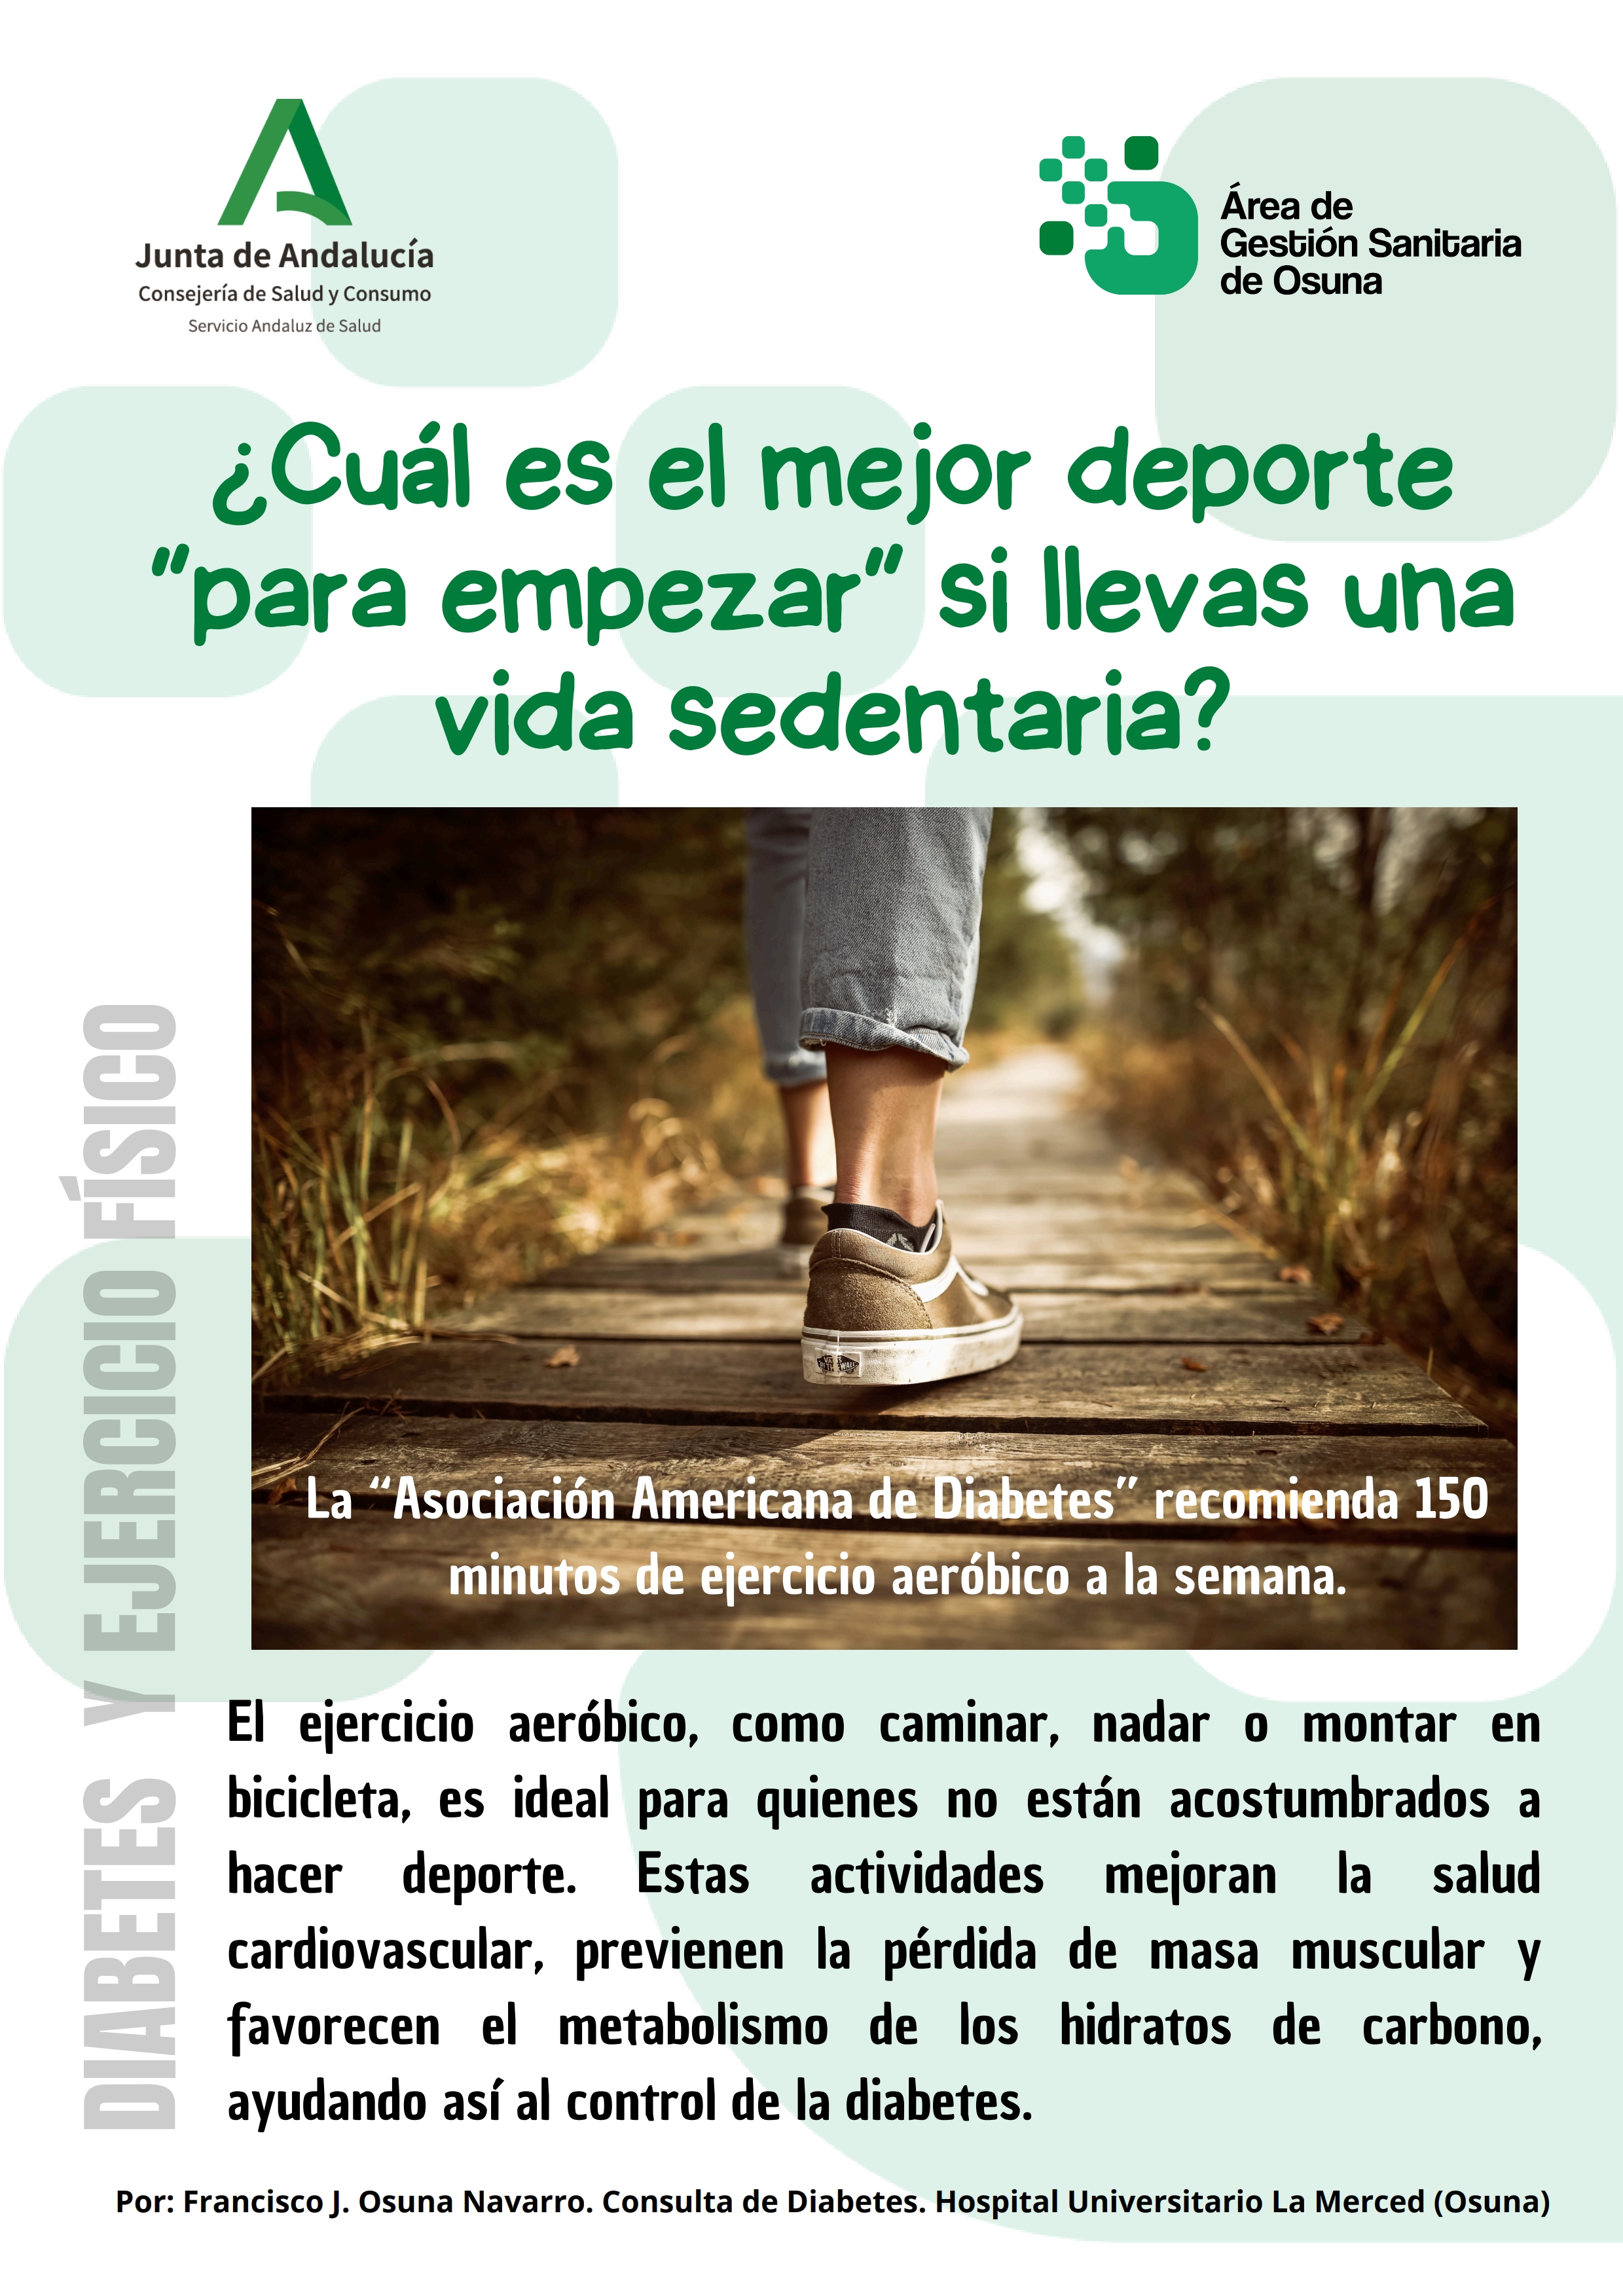 Junta de Andalucía
Consejería de Salud y Consumo
Servicio Andaluz de Salud
Área de
Gestión Sanitaria
de Osuna
¿Cuál es el mejor deporte
“para empezar” si llevas una
vida sedentaria?
DIABETES Y EJERCICIO FÍSICO
La “Asociación Americana de Diabetes” recomienda 150
minutos de ejercicio aeróbico a la semana.
El ejercicio aeróbico, como caminar, nadar o montar en
bicicleta, es ideal para quienes no están acostumbrados a
hacer deporte. Estas actividades mejoran la salud
cardiovascular, previenen la pérdida de masa muscular y
favorecen el metabolismo de los hidratos de carbono,
ayudando así al control de la diabetes.
Por: Francisco J. Osuna Navarro. Consulta de Diabetes. Hospital Universitario La Merced (Osuna)